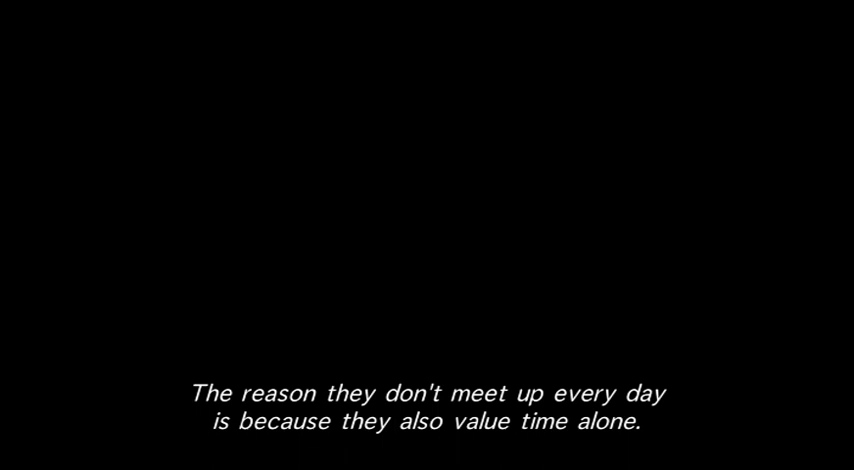 The reason they don't meet up every day
is because they also value time alone.